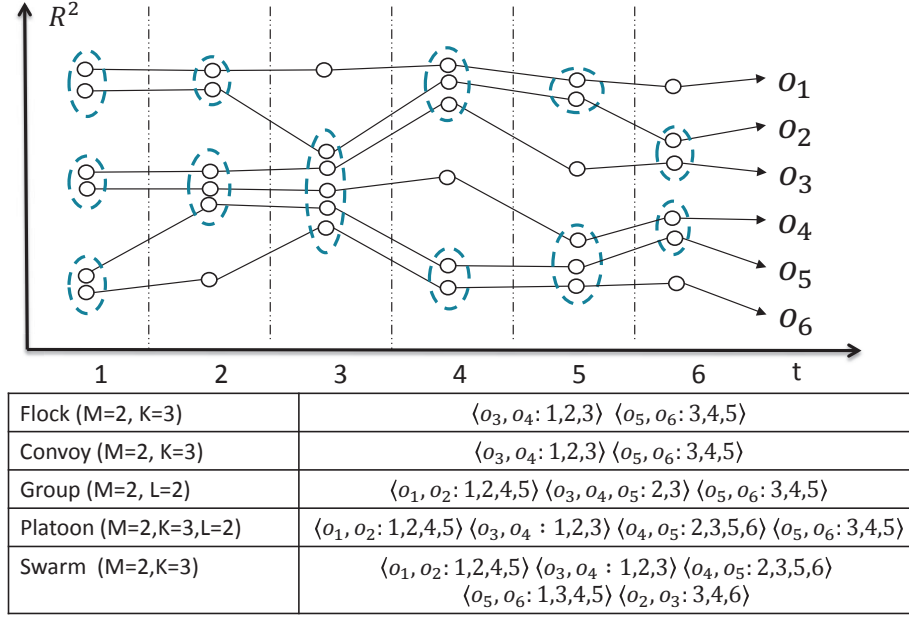 R²
o₁
o₂
o₃
o₄
o₅
o₆
1 2 3 4 5 6 t
Flock (M=2, K=3) ⟨o₃, o₄: 1,2,3⟩ ⟨o₅, o₆: 3,4,5⟩
Convoy (M=2, K=3) ⟨o₃, o₄: 1,2,3⟩ ⟨o₅, o₆: 3,4,5⟩
Group (M=2, L=2) ⟨o₁, o₂: 1,2,4,5⟩ ⟨o₃, o₄, o₅: 2,3⟩ ⟨o₅, o₆: 3,4,5⟩
Platoon (M=2,K=3,L=2) ⟨o₁, o₂: 1,2,4,5⟩ ⟨o₃, o₄ : 1,2,3⟩ ⟨o₄, o₅: 2,3,5,6⟩ ⟨o₅, o₆: 3,4,5⟩
Swarm (M=2,K=3) ⟨o₁, o₂: 1,2,4,5⟩ ⟨o₃, o₄ : 1,2,3⟩ ⟨o₄, o₅: 2,3,5,6⟩
⟨o₅, o₆: 1,3,4,5⟩ ⟨o₂, o₃: 3,4,6⟩